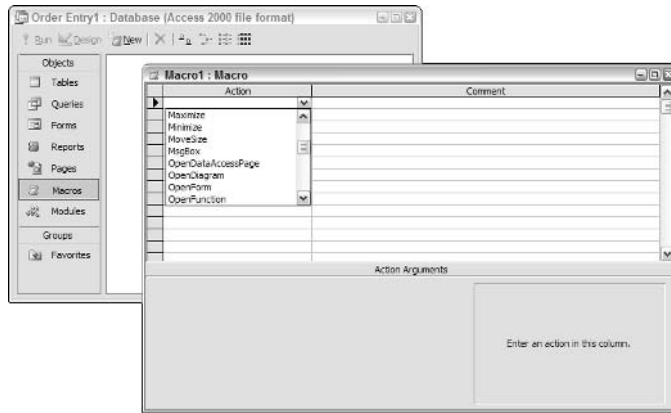 Order Entry1 : Database (Access 2000 file format)
Run Design New
Objects
Tables
Queries
Forms
Reports
Pages
Macros
Modules
Groups
Favorites
Macro1 : Macro
Action Comment
Maximize
Minimize
MoveSize
MsgBox
OpenDataAccessPage
OpenDiagram
OpenForm
OpenFunction
Action Arguments
Enter an action in this column.